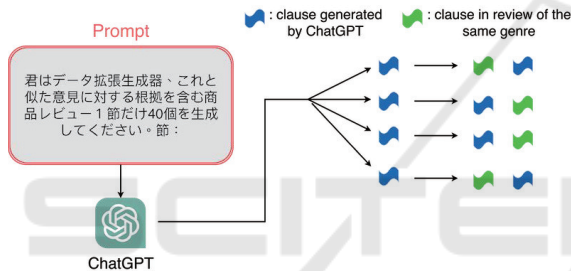 : clause generated
by ChatGPT
: clause in review of the
same genre
Prompt
君はデータ拡張生成器、これと
似た意見に対する根拠を含む商
品レビュー1節だけ40個を生成
してください。節：
ChatGPT
SCITE